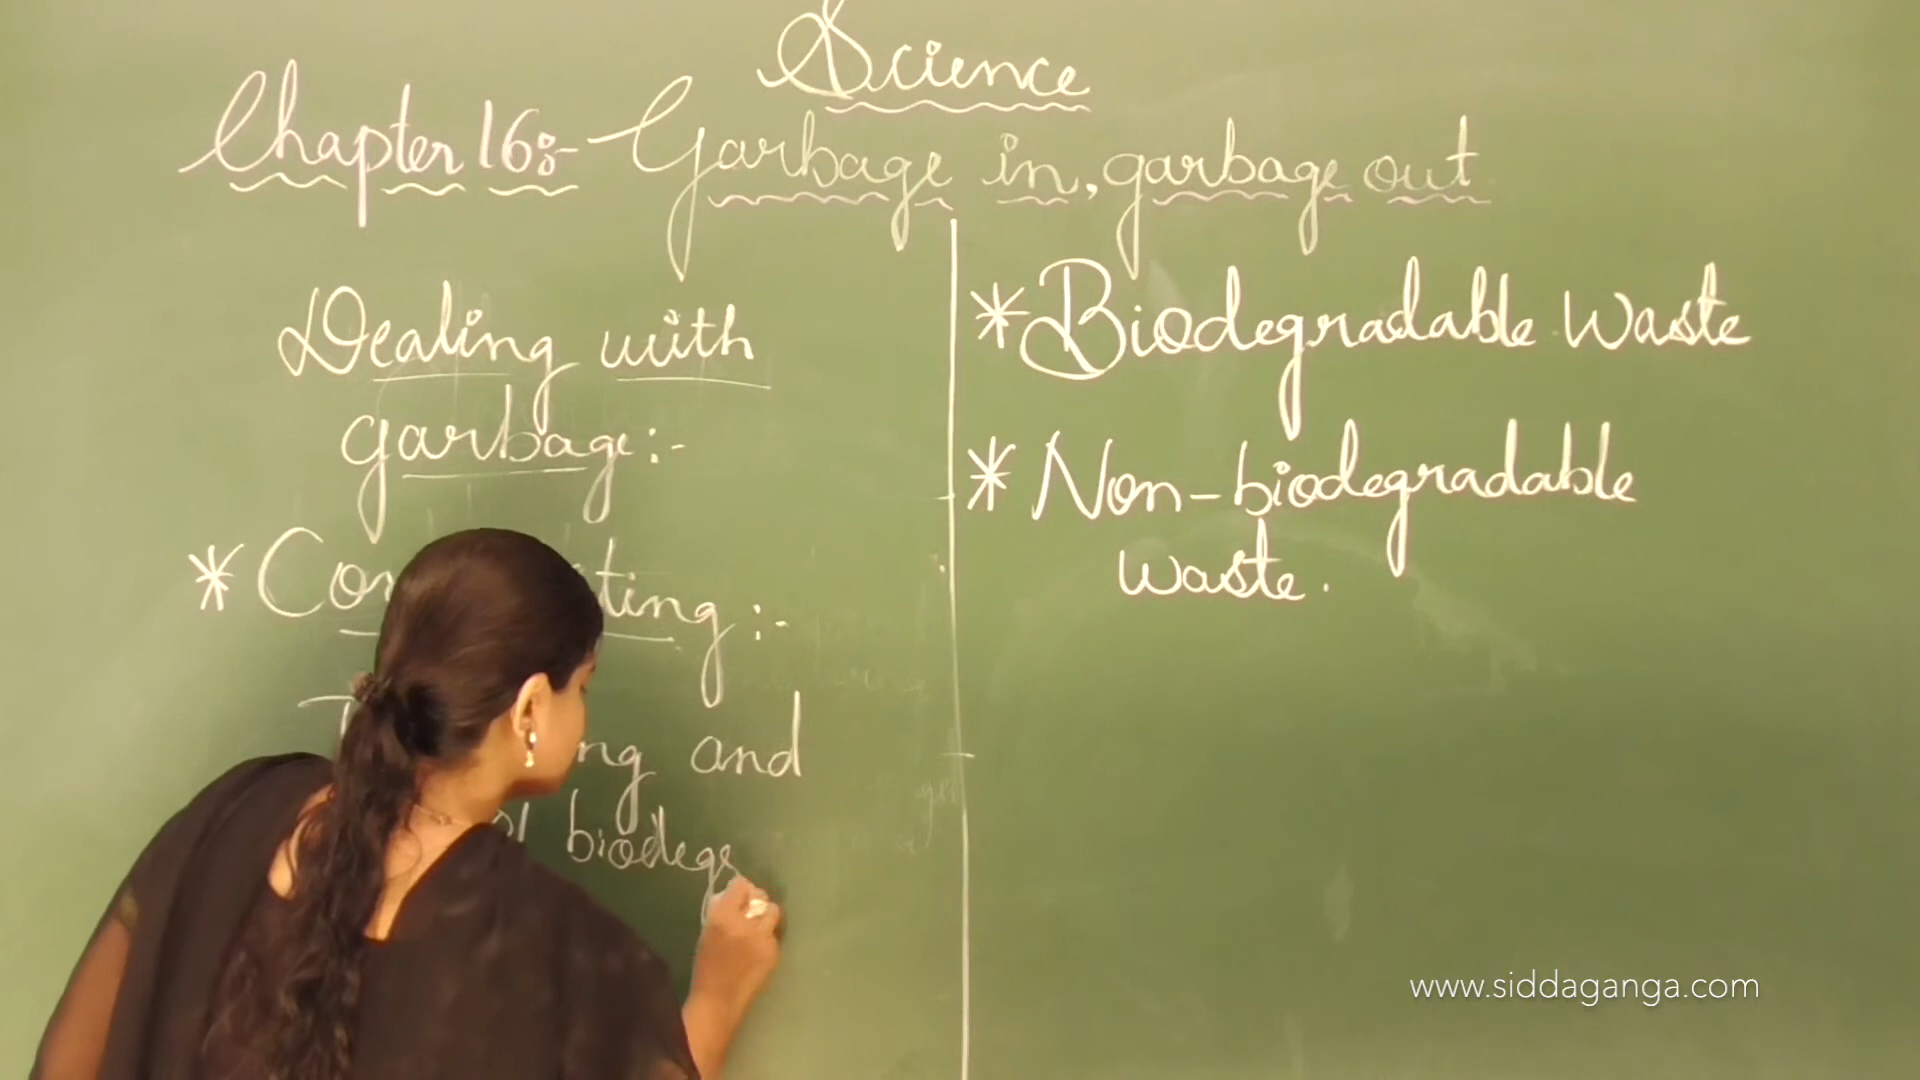 Science
Chapter 16:- Garbage in, garbage out
Dealing with
garbage:-
*
and
biodeg
* Biodegradable Waste
* Non-biodegradable
waste.
www.siddaganga.com